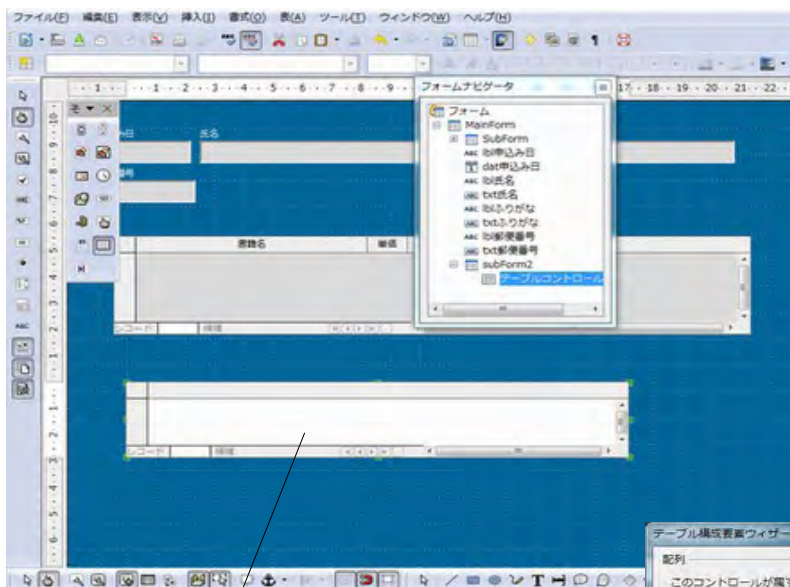 ファイル(F) 編集(E) 表示(V) 挿入(I) 書式(O) 表(A) ツール(T) ウィンドウ(W) ヘルプ(H)
フォームナビゲータ
フォーム
MainForm
SubForm
lbl申込み日
dat申込み日
lbl氏名
txt氏名
lblふりがな
txtふりがな
lbl郵便番号
txt郵便番号
subForm2
テーブルコントロール
氏名
書籍名 単価
レコード
レコード
テーブル構成要素ウィザー
配列
このコントロールが属す